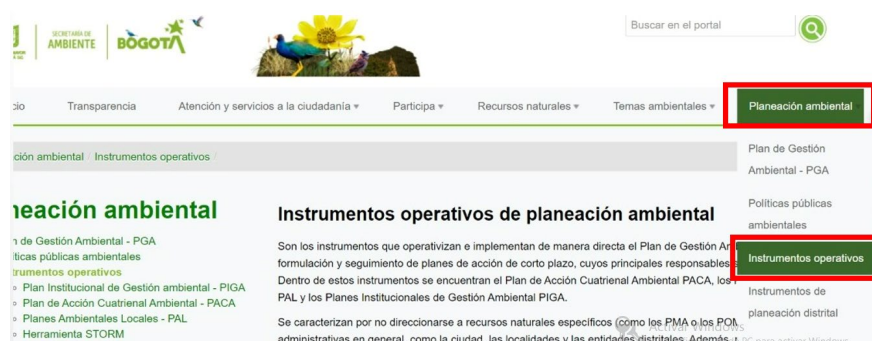 SECRETARÍA DE
AMBIENTE
BOGOTÁ
Buscar en el portal
Transparencia
Atención y servicios a la ciudadanía
Participa
Recursos naturales
Temas ambientales
Planeación ambiental
ambiental / Instrumentos operativos /
Plan de Gestión
Ambiental - PGA
Políticas públicas
ambientales
Instrumentos operativos
Instrumentos de
planeación distrital
ambiental
de Gestión Ambiental - PGA
públicas ambientales
operativos
Plan Institucional de Gestión ambiental - PIGA
Plan de Acción Cuatrienal Ambiental - PACA
Planes Ambientales Locales - PAL
Herramienta STORM
Instrumentos operativos de planeación ambiental
Son los instrumentos que operativizan e implementan de manera directa el Plan de Gestión
formulación y seguimiento de planes de acción de corto plazo, cuyos principales responsables
Dentro de estos instrumentos se encuentran el Plan de Acción Cuatrienal Ambiental PACA, los
PAL y los Planes Institucionales de Gestión Ambiental PIGA.
Se caracterizan por no direccionarse a recursos naturales específicos (como los PMA o los
administrativas en general, como la ciudad, las localidades y las entidades distritales. Además,
Activar Windows